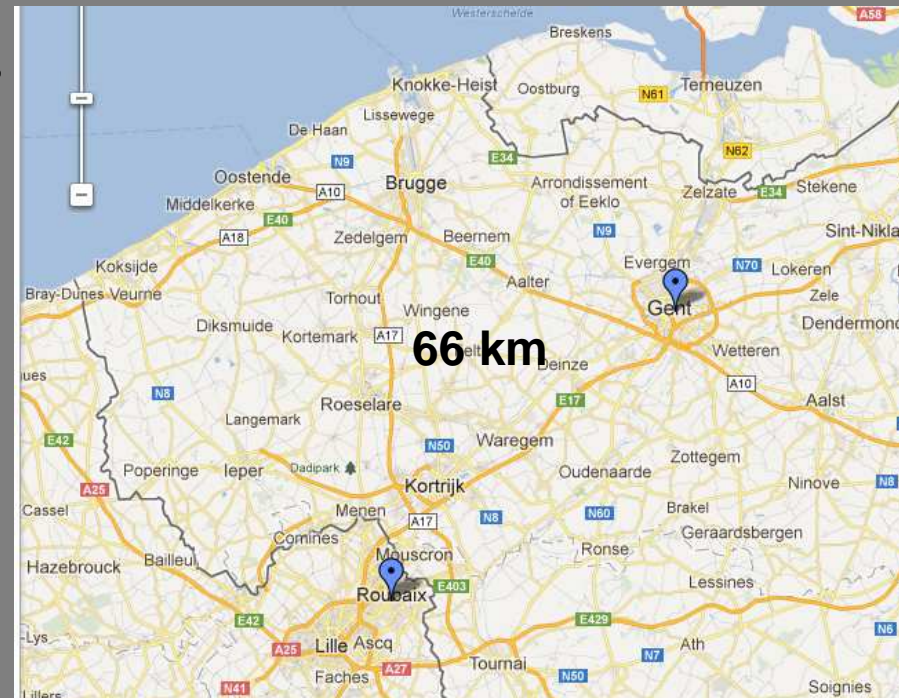 Westerschelde
A58
Breskens
Knokke-Heist
Oostburg
N61
Terneuzen
Lissewege
De Haan
N9
E34
N62
Oostende
A10
Brugge
Arrondissement
of Eeklo
Zelzate
E34
Stekene
Middelkerke
E40
A18
Zedelgem
Beernem
N9
Sint-Nikla
Koksijde
E40
Evergem
N70
Lokeren
Bray-Dunes
Veurne
Aalter
Torhout
Wingene
Gent
Zele
Diksmuide
Kortemark
A17
66 km
Deinze
Wetteren
Dendermond
ues
N8
Roeselare
E17
A10
Aalst
Langemark
E42
N50
Waregem
Zottegem
Poperinge
Ieper
Dadipark
Oudenaarde
Ninove
N8
A25
Kortrijk
Cassel
Menen
A17
N8
N60
Brakel
Geraardsbergen
Comines
Hazebrouck
Bailleul
Mouscron
Ronse
Roubaix
E403
Lessines
E42
E429
N6
-Lys
A25
Lille
Ascq
Ath
A27
Tournai
N7
Faches
N50
N41
Soignies
Lillers